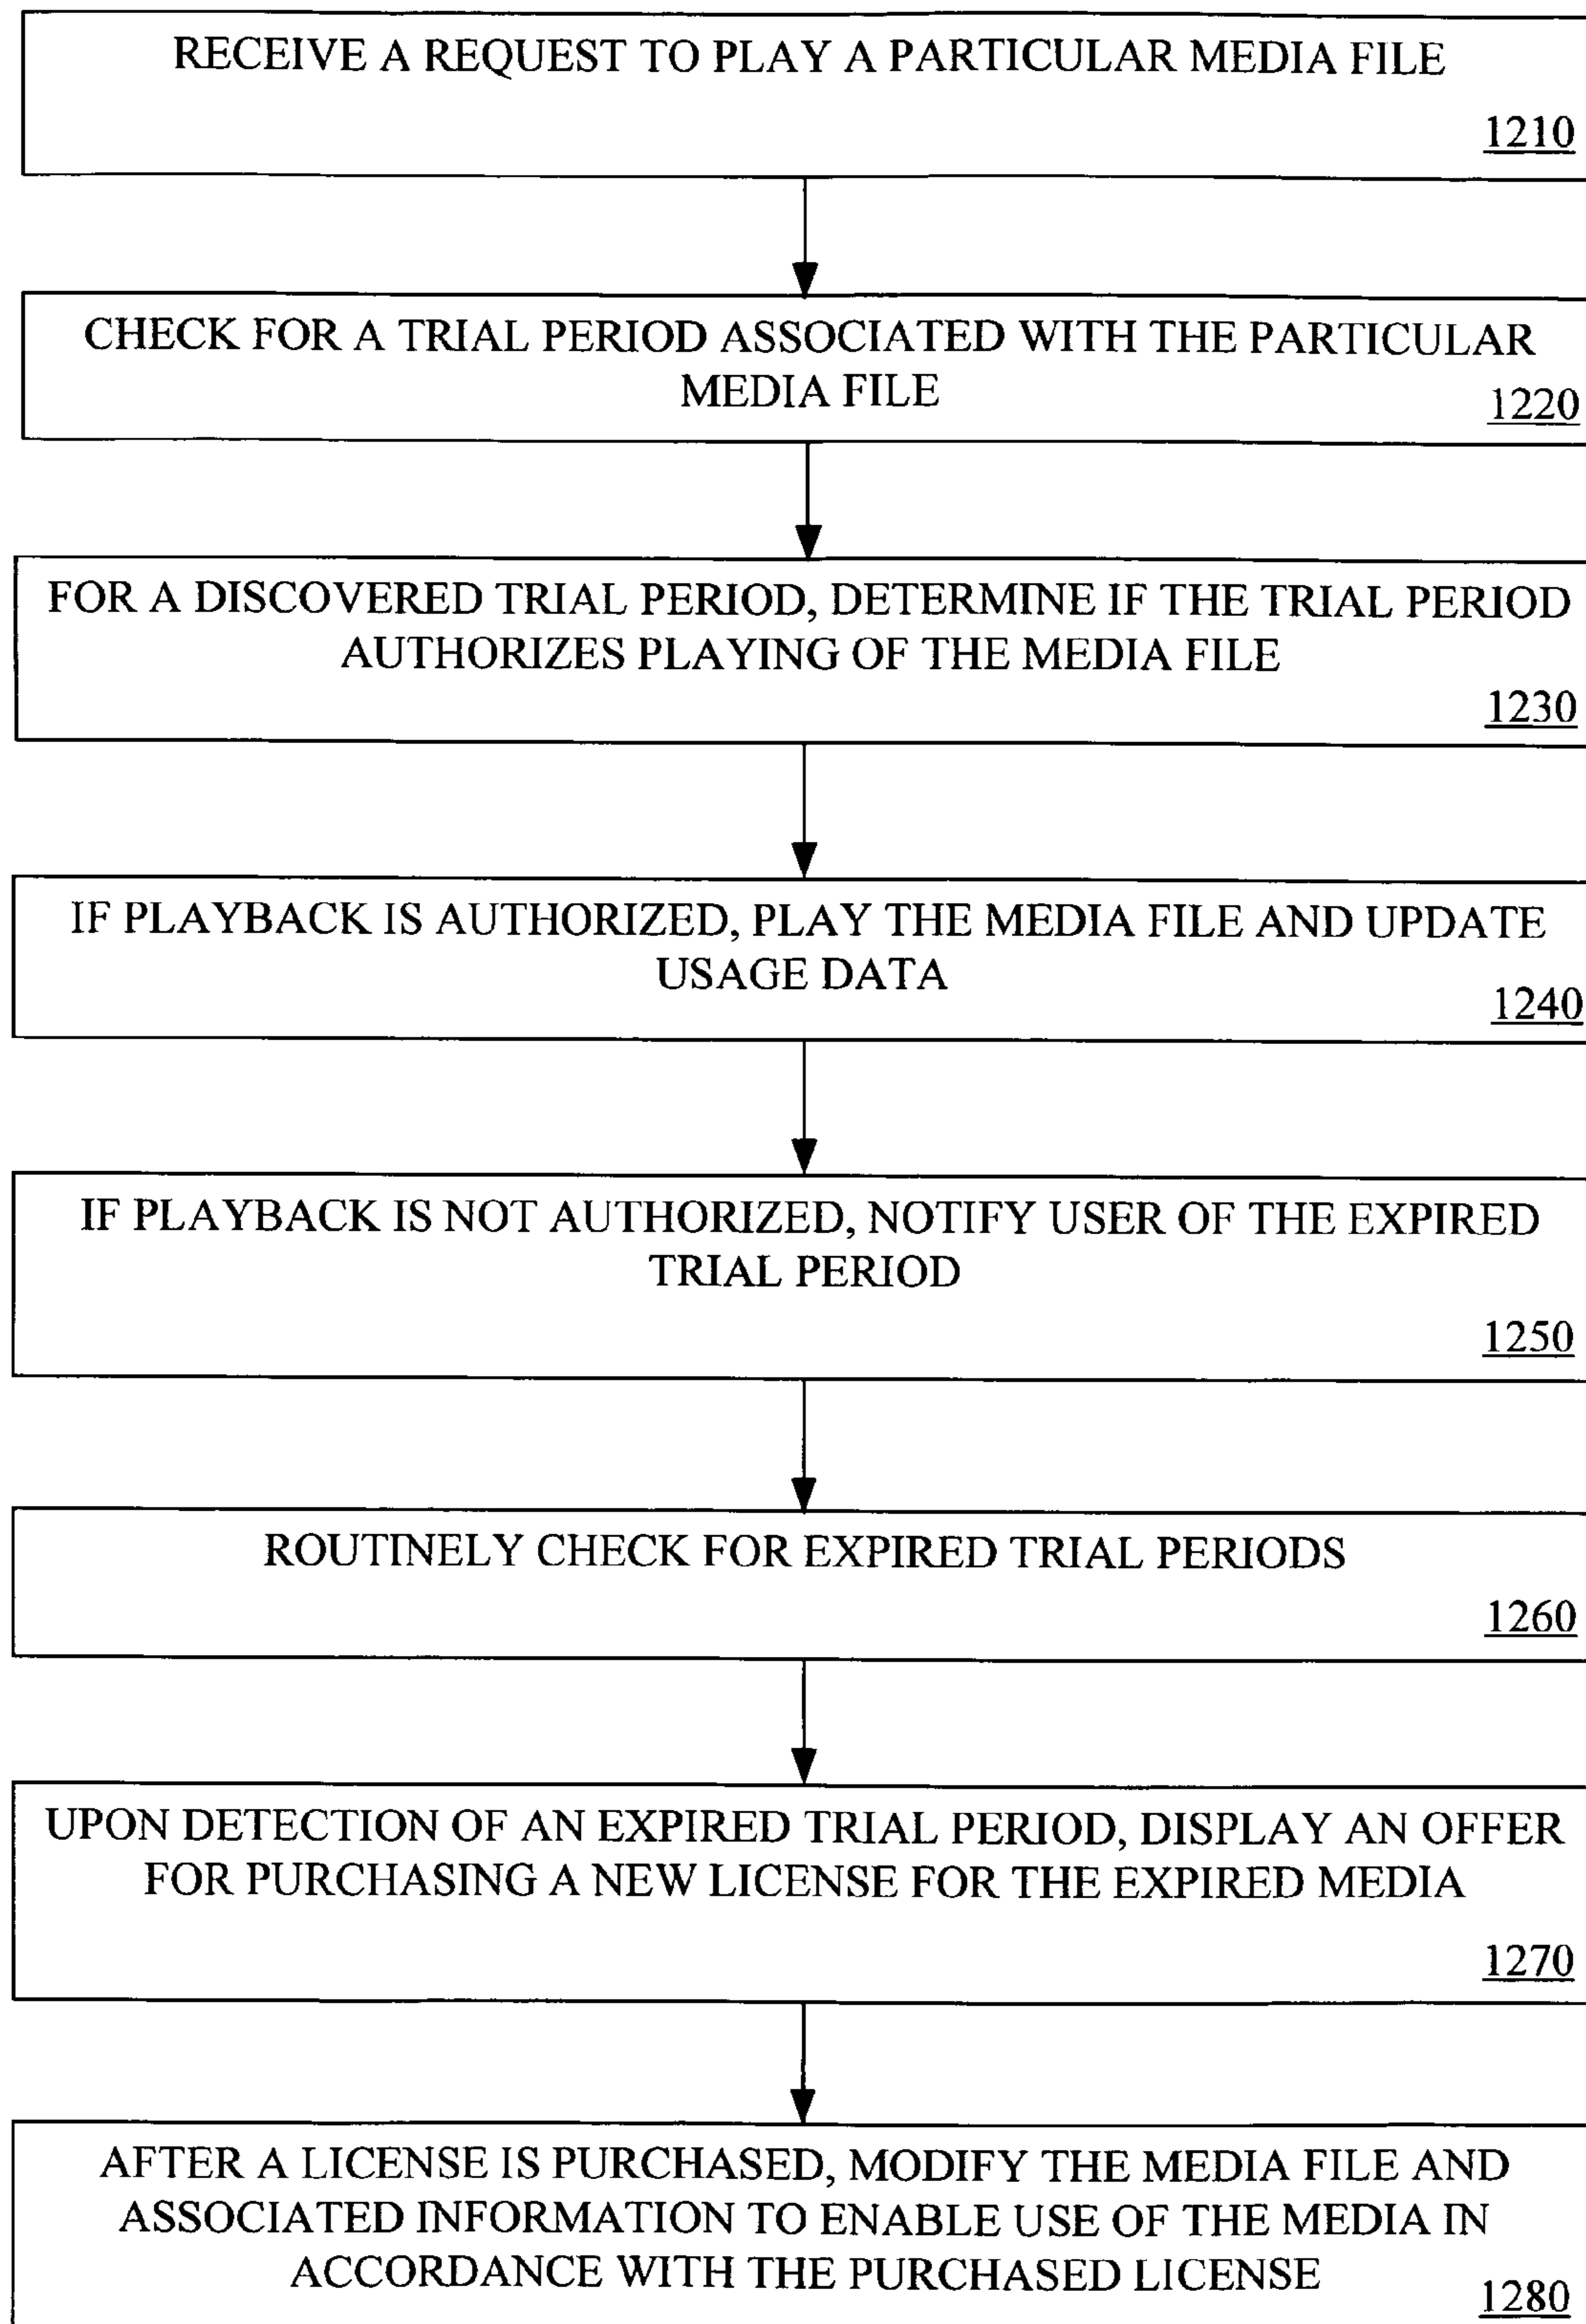 RECEIVE A REQUEST TO PLAY A PARTICULAR MEDIA FILE
1210
CHECK FOR A TRIAL PERIOD ASSOCIATED WITH THE PARTICULAR
MEDIA FILE
1220
FOR A DISCOVERED TRIAL PERIOD, DETERMINE IF THE TRIAL PERIOD
AUTHORIZES PLAYING OF THE MEDIA FILE
1230
IF PLAYBACK IS AUTHORIZED, PLAY THE MEDIA FILE AND UPDATE
USAGE DATA
1240
IF PLAYBACK IS NOT AUTHORIZED, NOTIFY USER OF THE EXPIRED
TRIAL PERIOD
1250
ROUTINELY CHECK FOR EXPIRED TRIAL PERIODS
1260
UPON DETECTION OF AN EXPIRED TRIAL PERIOD, DISPLAY AN OFFER
FOR PURCHASING A NEW LICENSE FOR THE EXPIRED MEDIA
1270
AFTER A LICENSE IS PURCHASED, MODIFY THE MEDIA FILE AND
ASSOCIATED INFORMATION TO ENABLE USE OF THE MEDIA IN
ACCORDANCE WITH THE PURCHASED LICENSE
1280